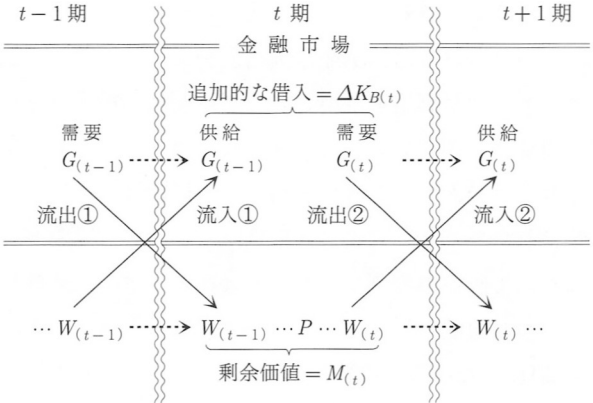 t－1期　t 期　t＋1期
金 融 市 場
追加的な借入＝ΔK_{B(t)}
需要　供給　需要　供給
G_{(t－1)}　G_{(t－1)}　G_{(t)}　G_{(t)}
流出①　流入①　流出②　流入②
… W_{(t－1)}　W_{(t－1)} … P … W_{(t)}　W_{(t)} …
剰余価値＝M_{(t)}